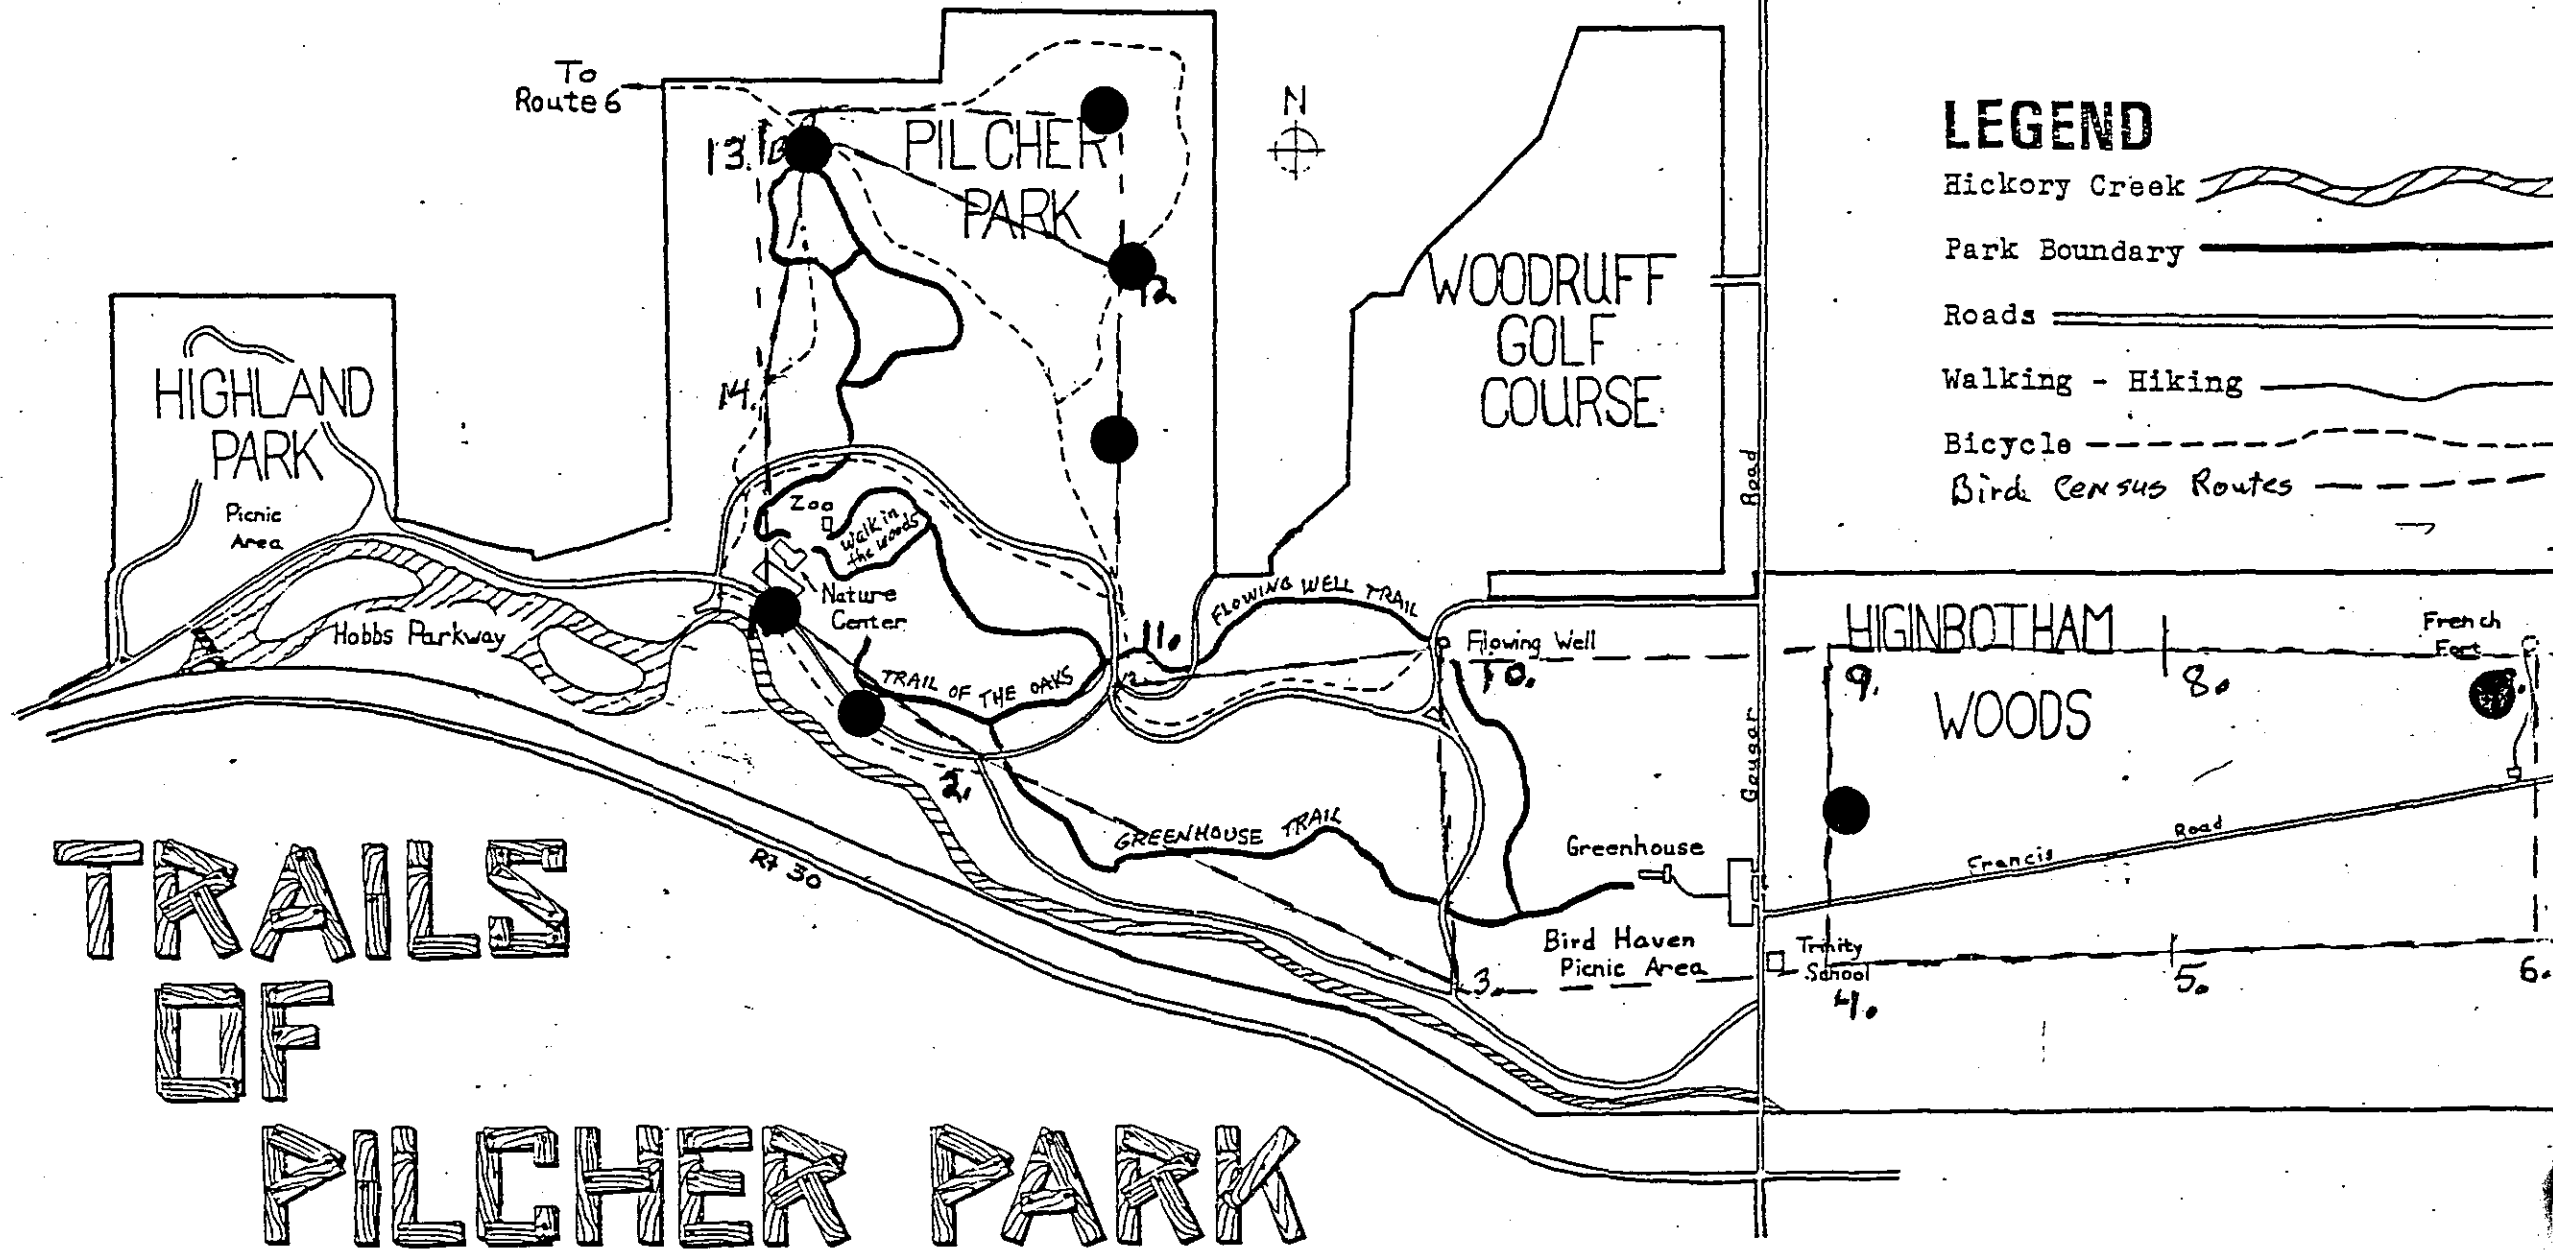 To
Route 6
N
PILCHER
PARK
13.
12
14.
HIGHLAND
PARK
Picnic
Area
WOODRUFF
GOLF
COURSE
LEGEND
Hickory Creek
Park Boundary
Roads
Walking - Hiking
Bicycle
Bird Census Routes
Zoo
Walk in
the woods
Nature
Center
Hobbs Parkway
TRAIL OF THE OAKS
11.
FLOWING WELL TRAIL
Flowing Well
10.
2.
GREENHOUSE TRAIL
Greenhouse
Bird Haven
Picnic Area
3.
Rt 30
Gougar
Road
HIGINBOTHAM
WOODS
9.
8.
French
Fort
Francis
Road
Trinity
School
4.
5.
6.
TRAILS
OF
PILCHER PARK